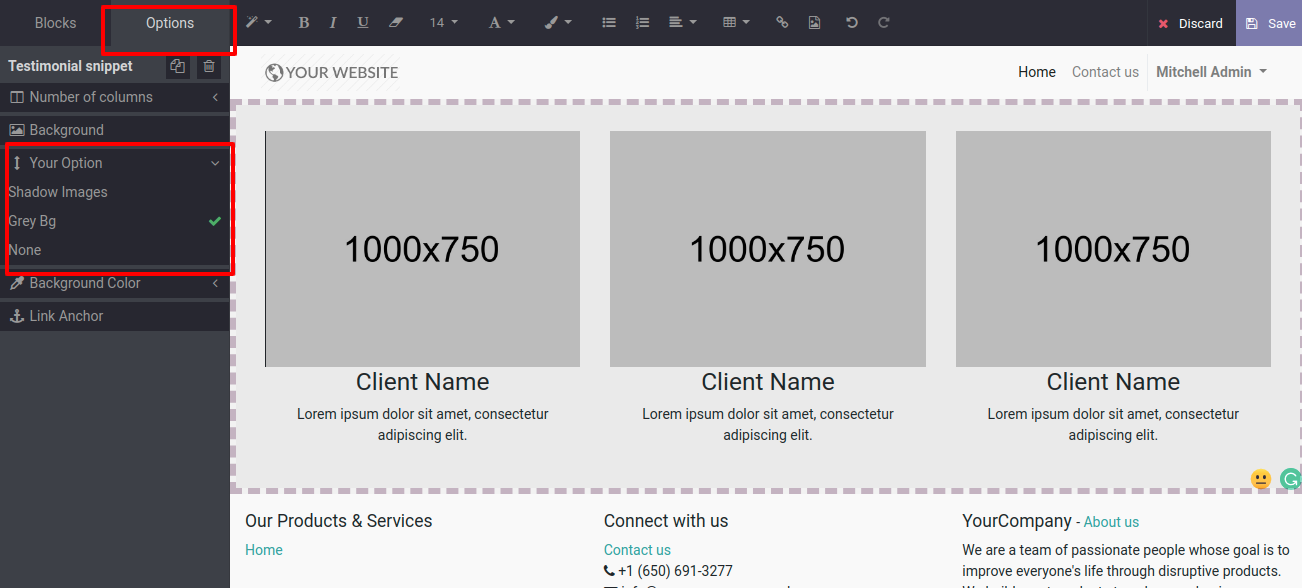 Blocks Options 14 A Discard Save
Testimonial snippet
Number of columns
Background
Your Option
Shadow Images
Grey Bg
None
Background Color
Link Anchor
YOUR WEBSITE Home Contact us Mitchell Admin
1000x750 1000x750 1000x750
Client Name Client Name Client Name
Lorem ipsum dolor sit amet, consectetur Lorem ipsum dolor sit amet, consectetur Lorem ipsum dolor sit amet, consectetur
adipiscing elit. adipiscing elit. adipiscing elit.
Our Products & Services Connect with us YourCompany - About us
Home Contact us We are a team of passionate people whose goal is to
+1 (650) 691-3277 improve everyone's life through disruptive products.